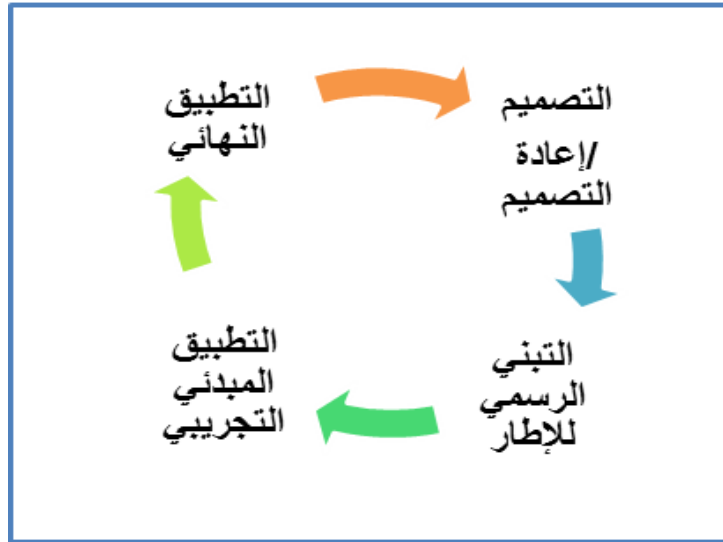 التصميم
/إعادة
التصميم
التبني
الرسمي
للإطار
التطبيق
المبدئي
التجريبي
التطبيق
النهائي